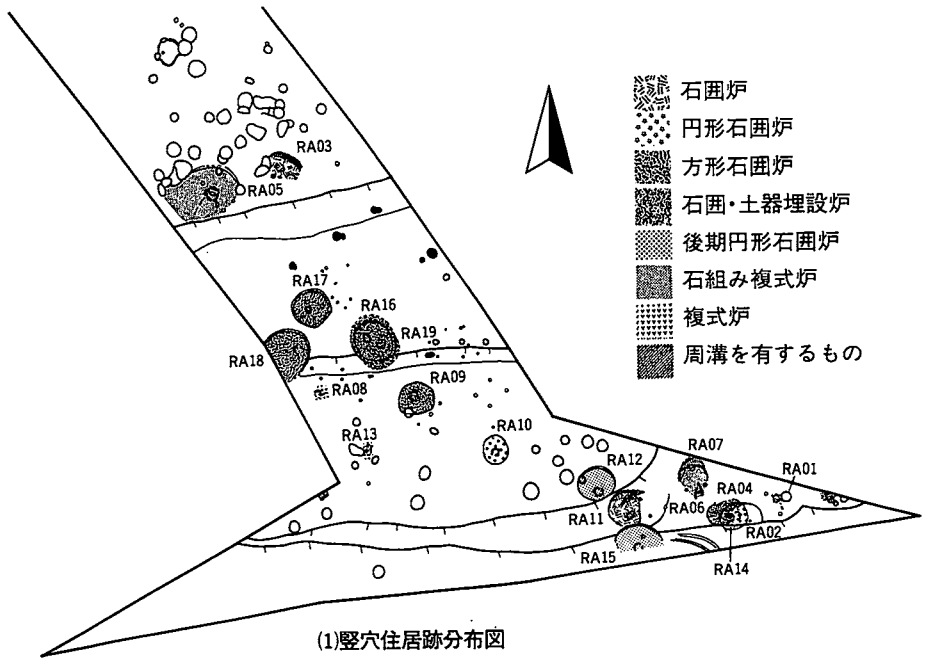 石囲炉
円形石囲炉
方形石囲炉
石囲・土器埋設炉
後期円形石囲炉
石組み複式炉
複式炉
周溝を有するもの
RA03
RA05
RA17
RA16
RA19
RA18
RA08
RA09
RA13
RA10
RA12
RA07
RA01
RA11
RA06
RA04
RA02
RA15
RA14
(1)竪穴住居跡分布図